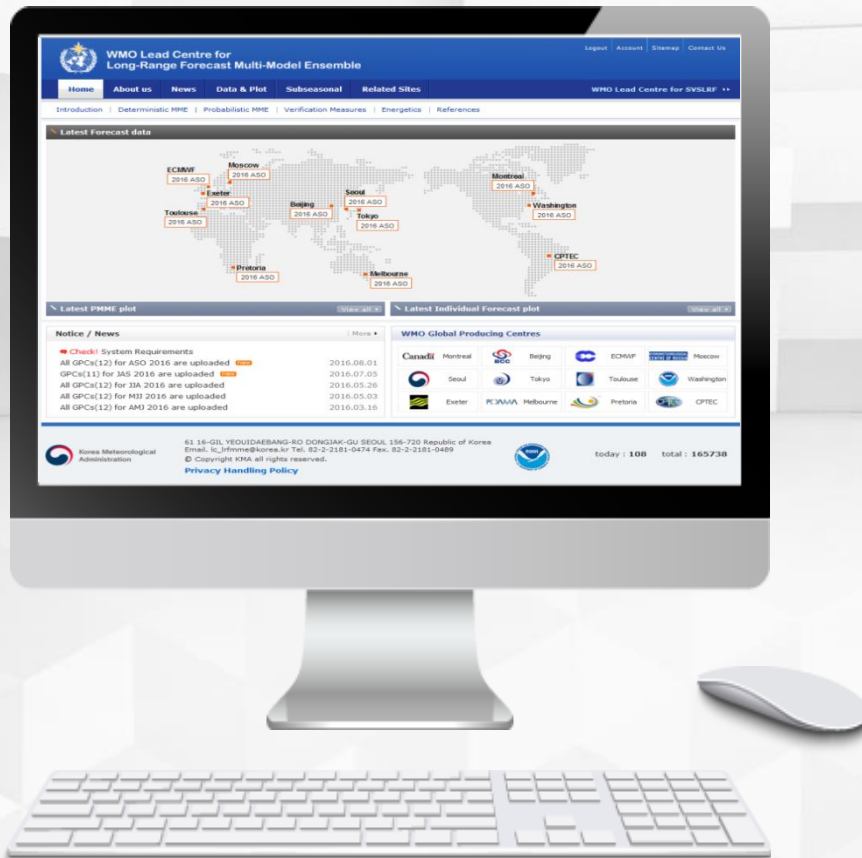 Logout | Account | Sitemap | Contact Us
WMO Lead Centre for
Long-Range Forecast Multi-Model Ensemble
Home About us News Data & Plot Subseasonal Related Sites WMO Lead Centre for SVSLRF
Introduction | Deterministic MME | Probabilistic MME | Verification Measures | Energetics | References
Latest Forecast data
ECMWF
2016 ASO
Moscow
2016 ASO
Exeter
Toulouse
2016 ASO
Beijing
2016 ASO
Seoul
2016 ASO
Tokyo
2016 ASO
Montreal
2016 ASO
Washington
2016 ASO
CPTEC
2016 ASO
Pretoria
2016 ASO
Melbourne
2016 ASO
Latest PMME plot View all
Latest Individual Forecast plot View all
Notice / News More
Check! System Requirements
All GPCs(12) for ASO 2016 are uploaded new 2016.08.01
GPCs(11) for JAS 2016 are uploaded new 2016.07.05
All GPCs(12) for JJA 2016 are uploaded 2016.05.26
All GPCs(12) for MJJ 2016 are uploaded 2016.05.03
All GPCs(12) for AMJ 2016 are uploaded 2016.03.16
WMO Global Producing Centres
Canada Montreal BCC Beijing ECMWF Moscow
Seoul Tokyo Toulouse Washington
Exeter Melbourne Pretoria CPTEC CPTEC
Korea Meteorological
Administration
61 16-GIL YEOUIDAEBANG-RO DONGJAK-GU SEOUL 156-720 Republic of Korea
Email. lc_lrfmme@korea.kr Tel. 82-2-2181-0474 Fax. 82-2-2181-0489
© Copyright KMA all rights reserved.
Privacy Handling Policy
noaa
today : 108 total : 165738